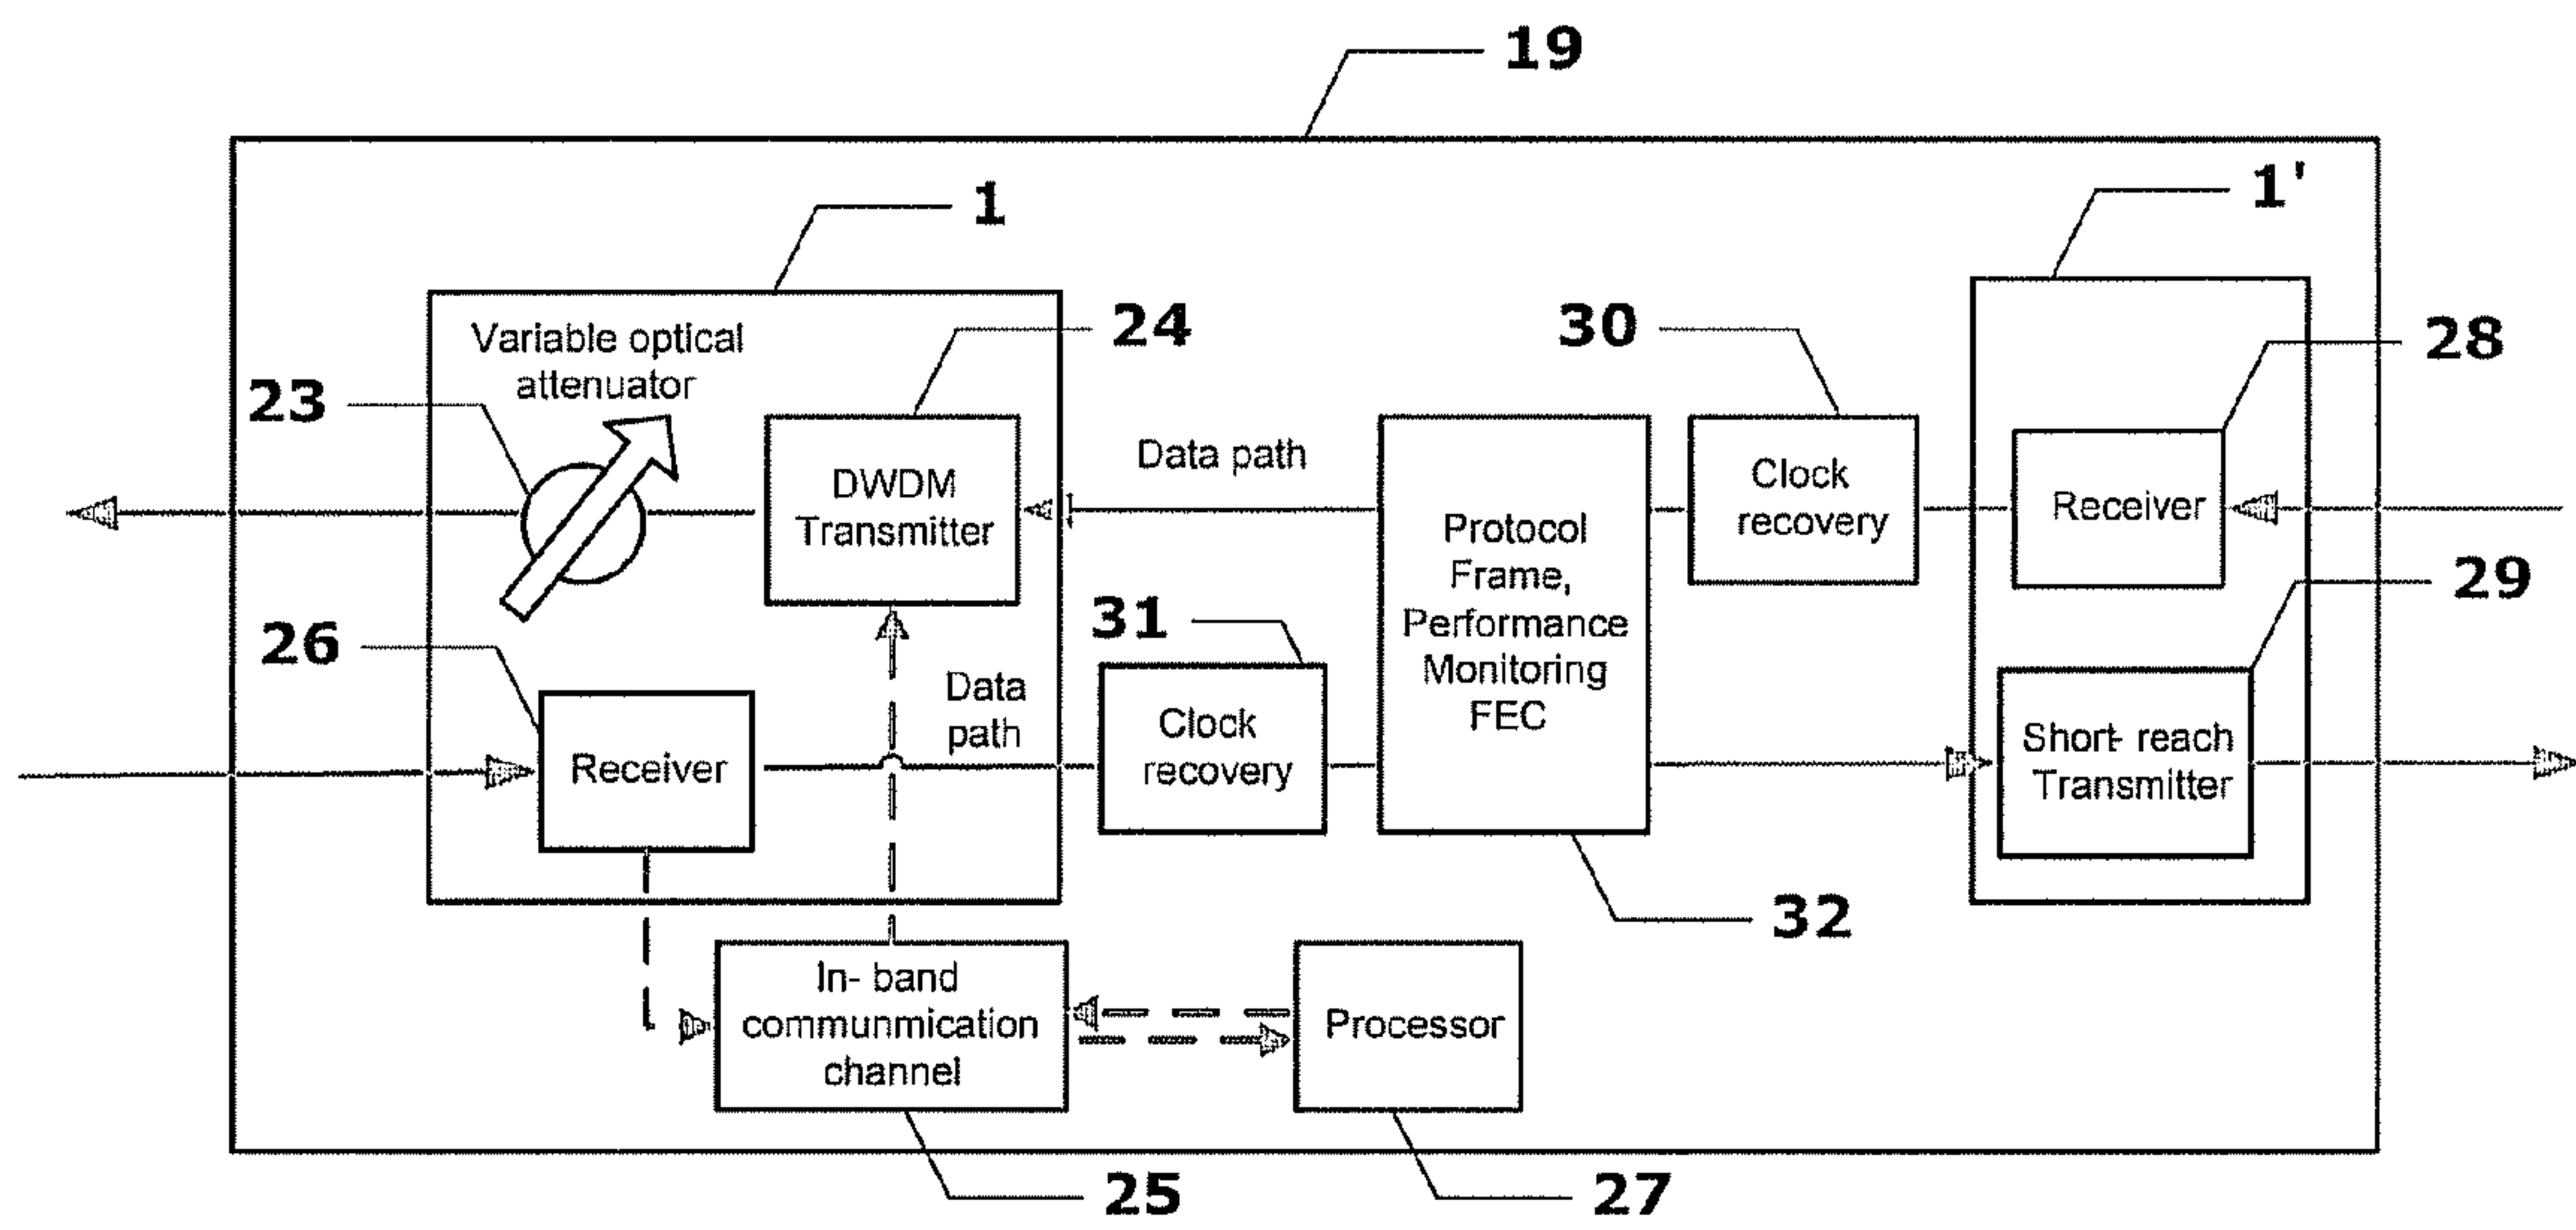 19
1
1'
Variable optical
attenuator
24
30
28
23
DWDM
Transmitter
Data path
Clock
recovery
Receiver
Protocol
Frame,
Performance
Monitoring
FEC
29
31
26
Data
path
Receiver
Clock
recovery
Short- reach
Transmitter
32
In- band
communmication
channel
Processor
25
27